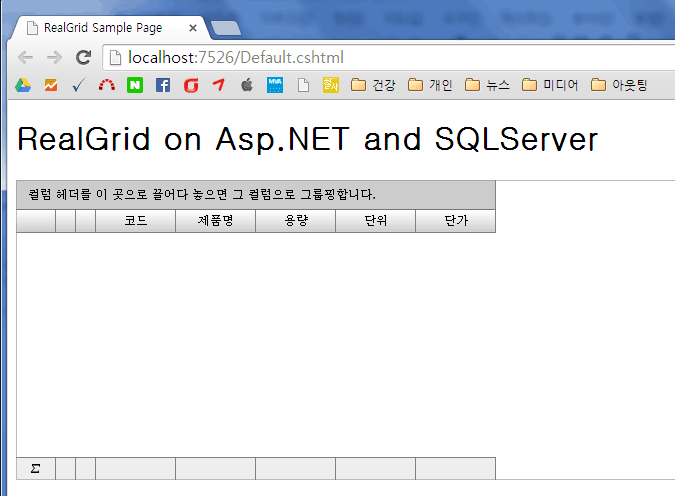 RealGrid Sample Page
localhost:7526/Default.cshtml
건강 개인 뉴스 미디어 아웃팅
RealGrid on Asp.NET and SQLServer
컬럼 헤더를 이 곳으로 끌어다 놓으면 그 컬럼으로 그룹핑합니다.
코드 제품명 용량 단위 단가
Σ